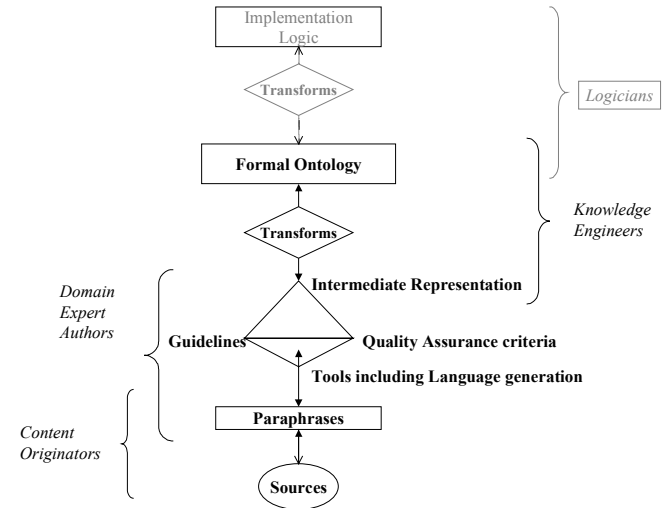 Implementation
Logic
Transforms
Logicians
Formal Ontology
Knowledge
Engineers
Transforms
Intermediate Representation
Domain
Expert
Authors
Guidelines
Quality Assurance criteria
Tools including Language generation
Paraphrases
Content
Originators
Sources